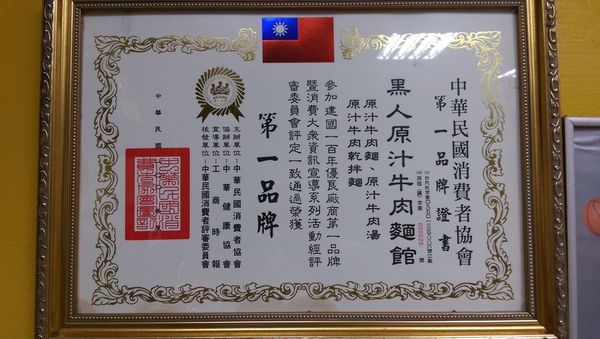 中華民國消費者協會
第一品牌證書
黑人原汁牛肉麵館
原汁牛肉麵、原汁牛肉湯
原汁牛肉乾拌麵
參加建國一百年優良廠商第一品牌
暨消費大眾資訊宣導系列活動經評
審委員會評定一致通過榮獲
第一品牌
主辦單位:中華民國消費者協會
協辦單位:中華健康協會
宣導單位:工商時報
核發單位:中華民國消費者評審委員會
中華民國